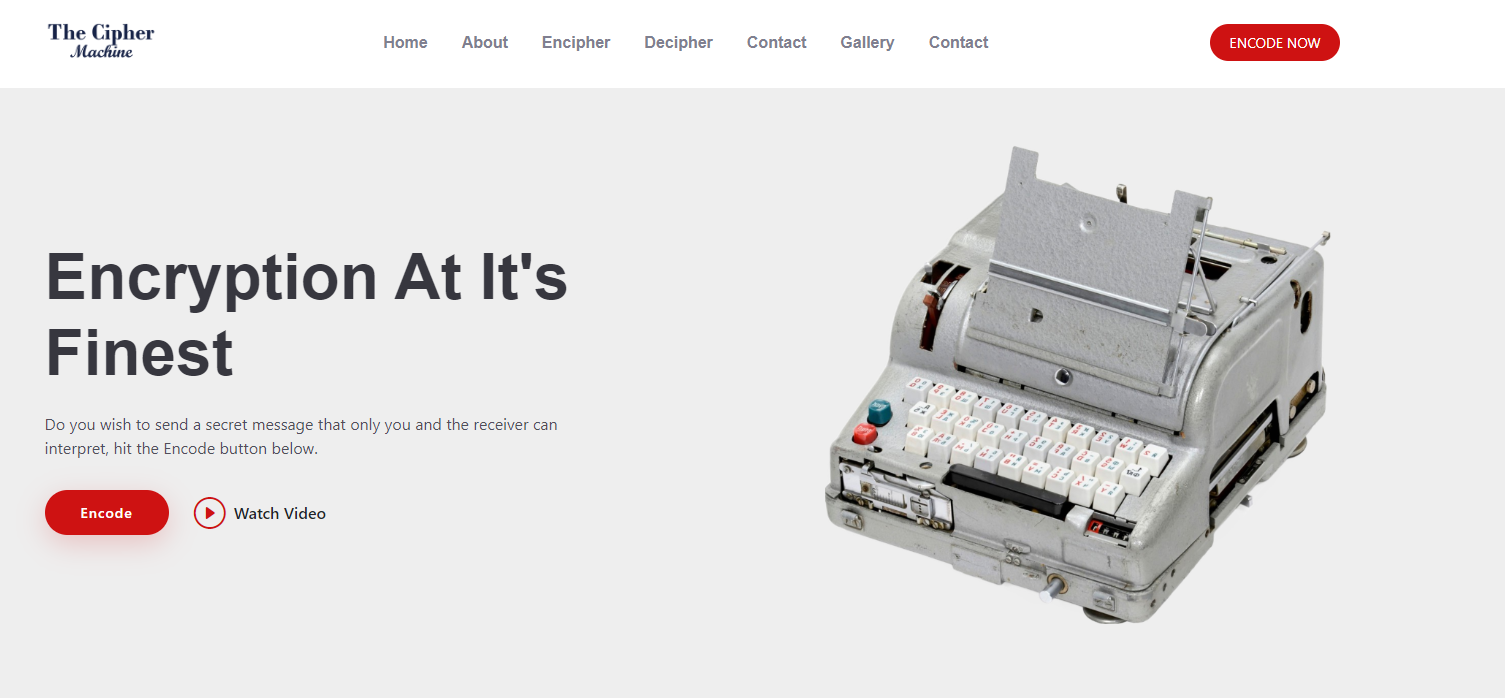 The Cipher
Machine
Home About Encipher Decipher Contact Gallery Contact
ENCODE NOW
Encryption At It's
Finest
Do you wish to send a secret message that only you and the receiver can
interpret, hit the Encode button below.
Encode
Watch Video